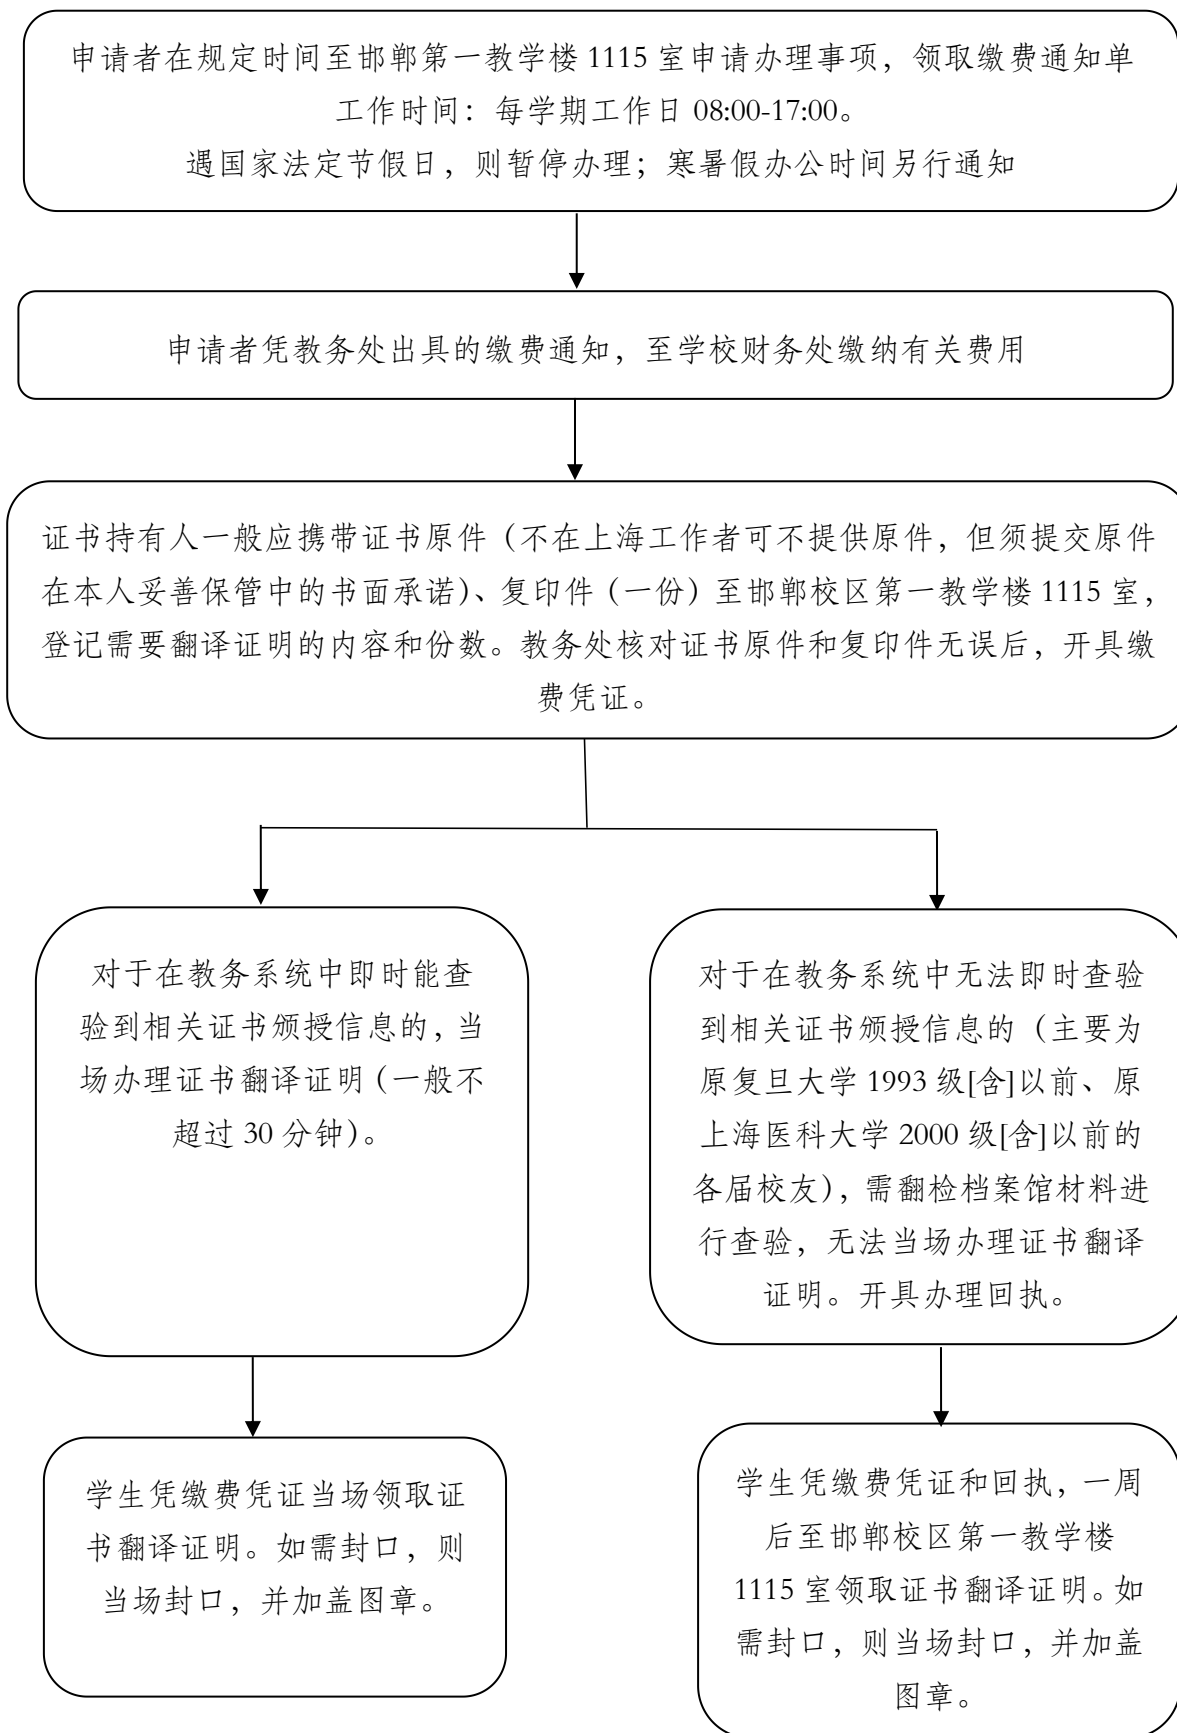 申请者在规定时间至邯郸第一教学楼 1115 室申请办理事项，领取缴费通知单
工作时间：每学期工作日 08:00-17:00。
遇国家法定节假日，则暂停办理；寒暑假办公时间另行通知
申请者凭教务处出具的缴费通知，至学校财务处缴纳有关费用
证书持有人一般应携带证书原件（不在上海工作者可不提供原件，但须提交原件
在本人妥善保管中的书面承诺）、复印件（一份）至邯郸校区第一教学楼 1115 室，
登记需要翻译证明的内容和份数。教务处核对证书原件和复印件无误后，开具缴
费凭证。
对于在教务系统中即时能查
验到相关证书颁授信息的，当
场办理证书翻译证明（一般不
超过 30 分钟）。
学生凭缴费凭证当场领取证
书翻译证明。如需封口，则
当场封口，并加盖图章。
对于在教务系统中无法即时查验
到相关证书颁授信息的（主要为
原复旦大学 1993 级[含]以前、原
上海医科大学 2000 级[含]以前的
各届校友），需翻检档案馆材料进
行查验，无法当场办理证书翻译
证明。开具办理回执。
学生凭缴费凭证和回执，一周
后至邯郸校区第一教学楼
1115 室领取证书翻译证明。如
需封口，则当场封口，并加盖
图章。